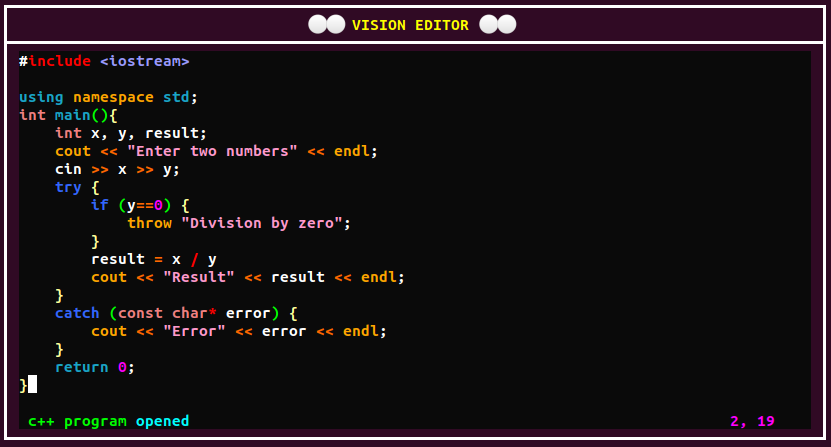 VISION EDITOR
#include <iostream>

using namespace std;
int main(){
    int x, y, result;
    cout << "Enter two numbers" << endl;
    cin >> x >> y;
    try {
        if (y==0) {
            throw "Division by zero";
        }
        result = x / y
        cout << "Result" << result << endl;
    }
    catch (const char* error) {
        cout << "Error" << error << endl;
    }
    return 0;
}
c++ program opened 2, 19